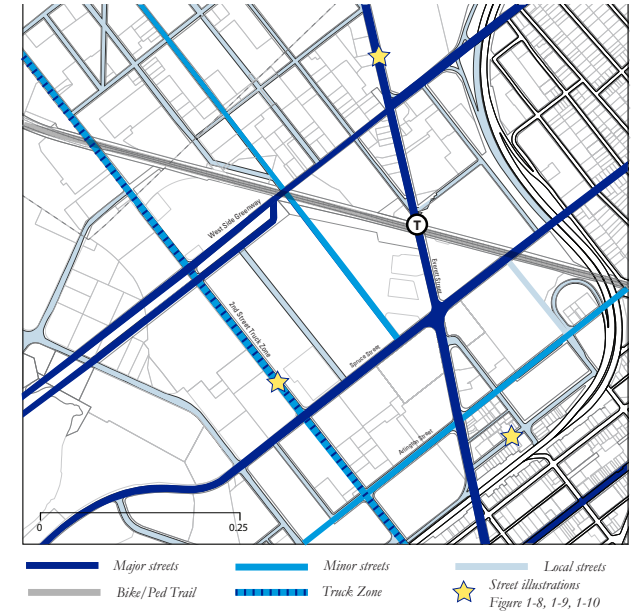 T
West Side Greenway
Everett Street
2nd Street Truck Zone
Spruce Street
Arlington Street
0 0.25
Major streets Minor streets Local streets
Bike/Ped Trail Truck Zone Street illustrations
Figure 1-8, 1-9, 1-10